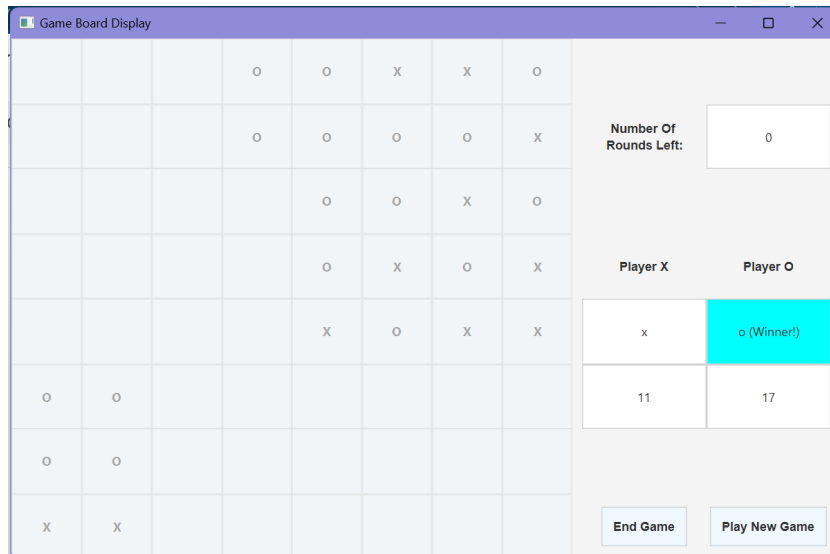 Game Board Display
O O X X O
O O O O X
Number Of
Rounds Left:
0
O O X O
O X O X
Player X
Player O
X O X X
x
o (Winner!)
O O
11
17
O O
X X
End Game
Play New Game